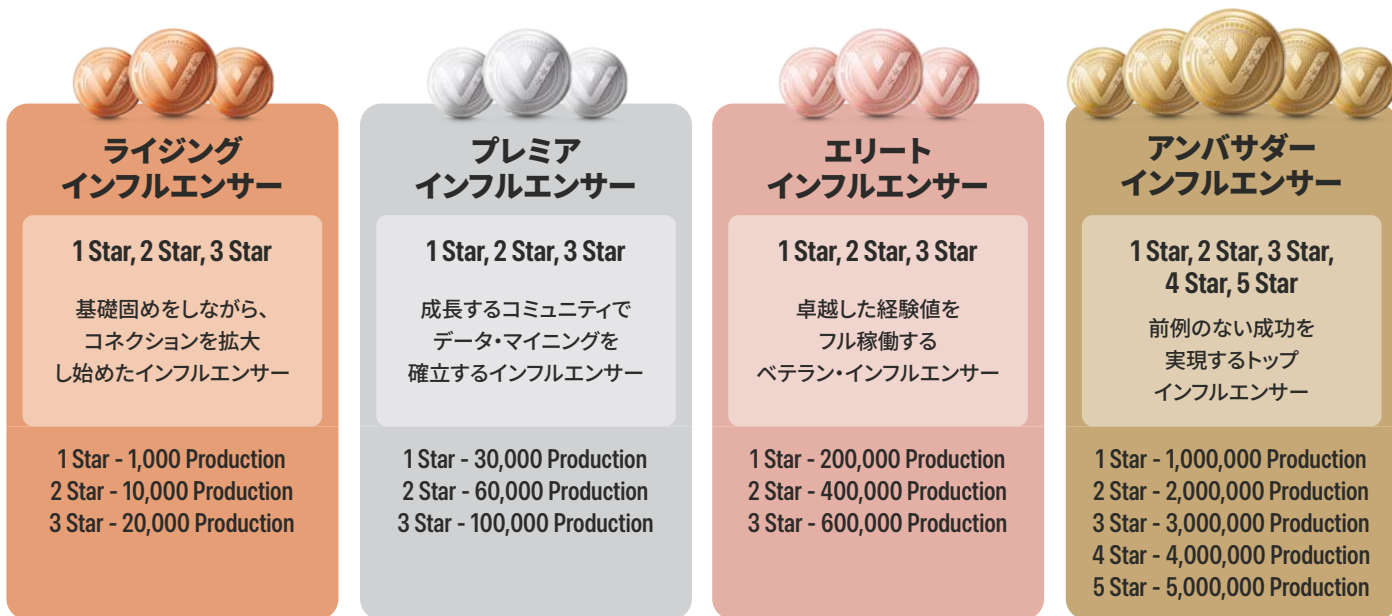 ライジング
インフルエンサー
1 Star, 2 Star, 3 Star
基礎固めをしながら、
コネクションを拡大
し始めたインフルエンサー
1 Star - 1,000 Production
2 Star - 10,000 Production
3 Star - 20,000 Production
プレミア
インフルエンサー
1 Star, 2 Star, 3 Star
成長するコミュニティで
データ・マイニングを
確立するインフルエンサー
1 Star - 30,000 Production
2 Star - 60,000 Production
3 Star - 100,000 Production
エリート
インフルエンサー
1 Star, 2 Star, 3 Star
卓越した経験値を
フル稼働する
ベテラン・インフルエンサー
1 Star - 200,000 Production
2 Star - 400,000 Production
3 Star - 600,000 Production
アンバサダー
インフルエンサー
1 Star, 2 Star, 3 Star,
4 Star, 5 Star
前例のない成功を
実現するトップ
インフルエンサー
1 Star - 1,000,000 Production
2 Star - 2,000,000 Production
3 Star - 3,000,000 Production
4 Star - 4,000,000 Production
5 Star - 5,000,000 Production